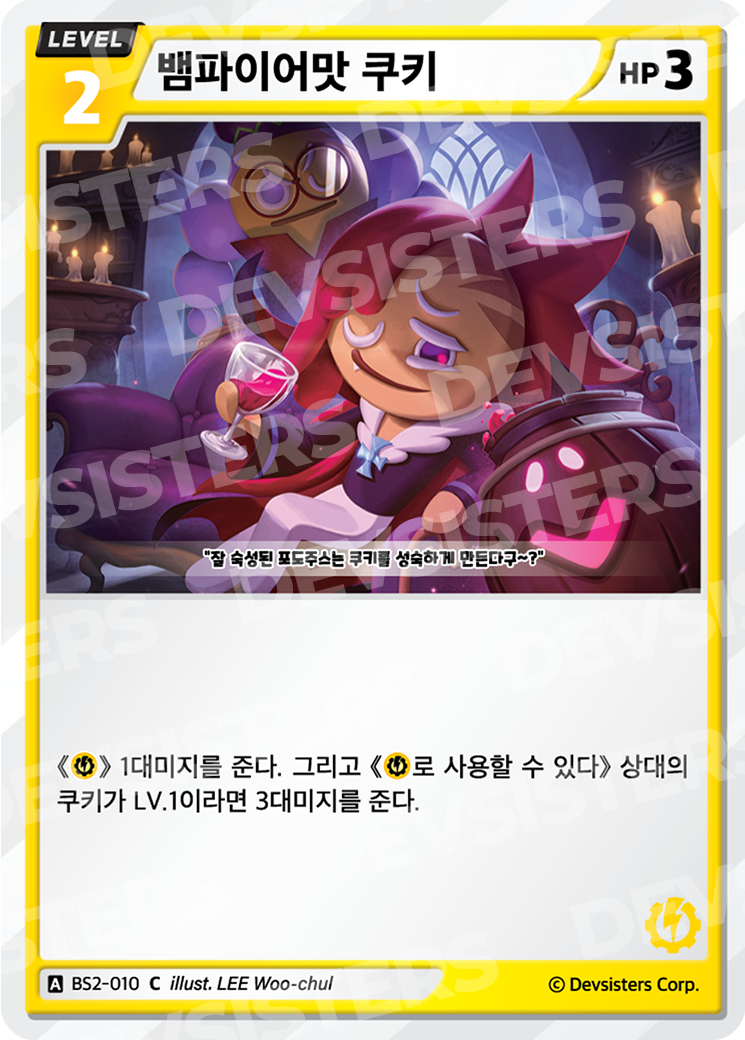 LEVEL
2
뱀파이어맛 쿠키
HP 3
"잘 숙성된 포도주스는 쿠키를 성숙하게 만든다구~?"
《》 1대미지를 준다. 그리고 《로 사용할 수 있다》 상대의
쿠키가 LV.1이라면 3대미지를 준다.
A BS2-010 C illust. LEE Woo-chul
© Devsisters Corp.
DEVSISTERS